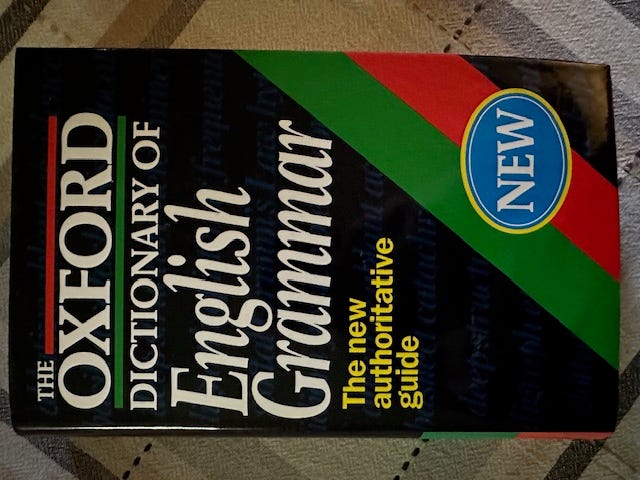 THE
OXFORD
DICTIONARY OF
English
Grammar
The new
authoritative
guide
NEW